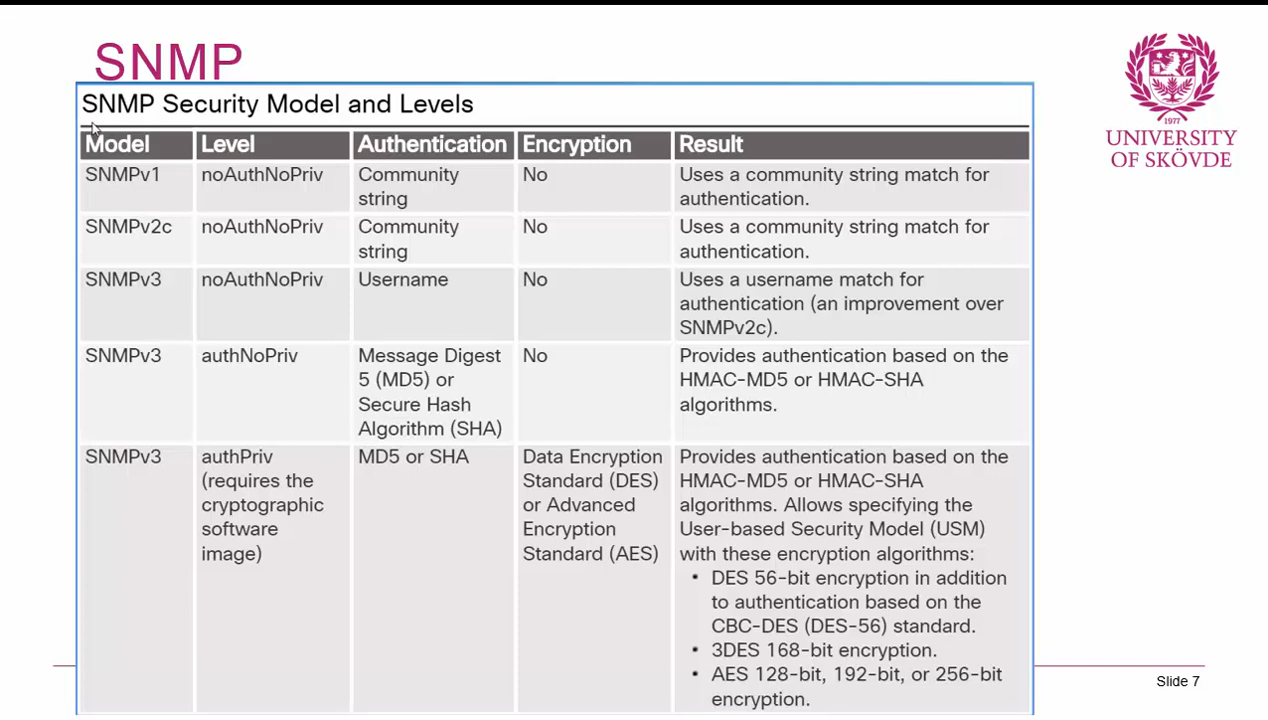 SNMP
1977
UNIVERSITY
OF SKÖVDE
SNMP Security Model and Levels
Model Level Authentication Encryption Result
SNMPv1 noAuthNoPriv Community No Uses a community string match for
string authentication.
SNMPv2c noAuthNoPriv Community No Uses a community string match for
string authentication.
SNMPv3 noAuthNoPriv Username No Uses a username match for
authentication (an improvement over
SNMPv2c).
SNMPv3 authNoPriv Message Digest No Provides authentication based on the
5 (MD5) or HMAC-MD5 or HMAC-SHA
Secure Hash algorithms.
Algorithm (SHA)
SNMPv3 authPriv MD5 or SHA Data Encryption Provides authentication based on the
(requires the Standard (DES) HMAC-MD5 or HMAC-SHA
cryptographic or Advanced algorithms. Allows specifying the
software Encryption User-based Security Model (USM)
image) Standard (AES) with these encryption algorithms:
• DES 56-bit encryption in addition
to authentication based on the
CBC-DES (DES-56) standard.
• 3DES 168-bit encryption.
• AES 128-bit, 192-bit, or 256-bit
encryption.
Slide 7